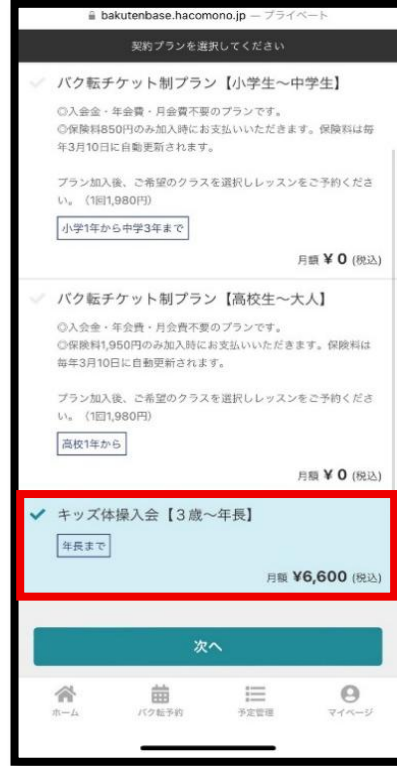 bakutenbase.hacomono.jp — プライベート
契約プランを選択してください
バク転チケット制プラン【小学生〜中学生】
◎入会金・年会費・月会費不要のプランです。
◎保険料850円のみ加入時にお支払いいただきます。保険料は毎
年3月10日に自動更新されます。
プラン加入後、ご希望のクラスを選択しレッスンをご予約くださ
い。（1回1,980円）
小学1年から中学3年まで
月額 ¥ 0 (税込)
バク転チケット制プラン【高校生〜大人】
◎入会金・年会費・月会費不要のプランです。
◎保険料1,950円のみ加入時にお支払いいただきます。保険料は
毎年3月10日に自動更新されます。
プラン加入後、ご希望のクラスを選択しレッスンをご予約くださ
い。（1回1,980円）
高校1年から
月額 ¥ 0 (税込)
キッズ体操入会【３歳〜年長】
年長まで
月額 ¥6,600 (税込)
次へ
ホーム バク転予約 予定管理 マイページ